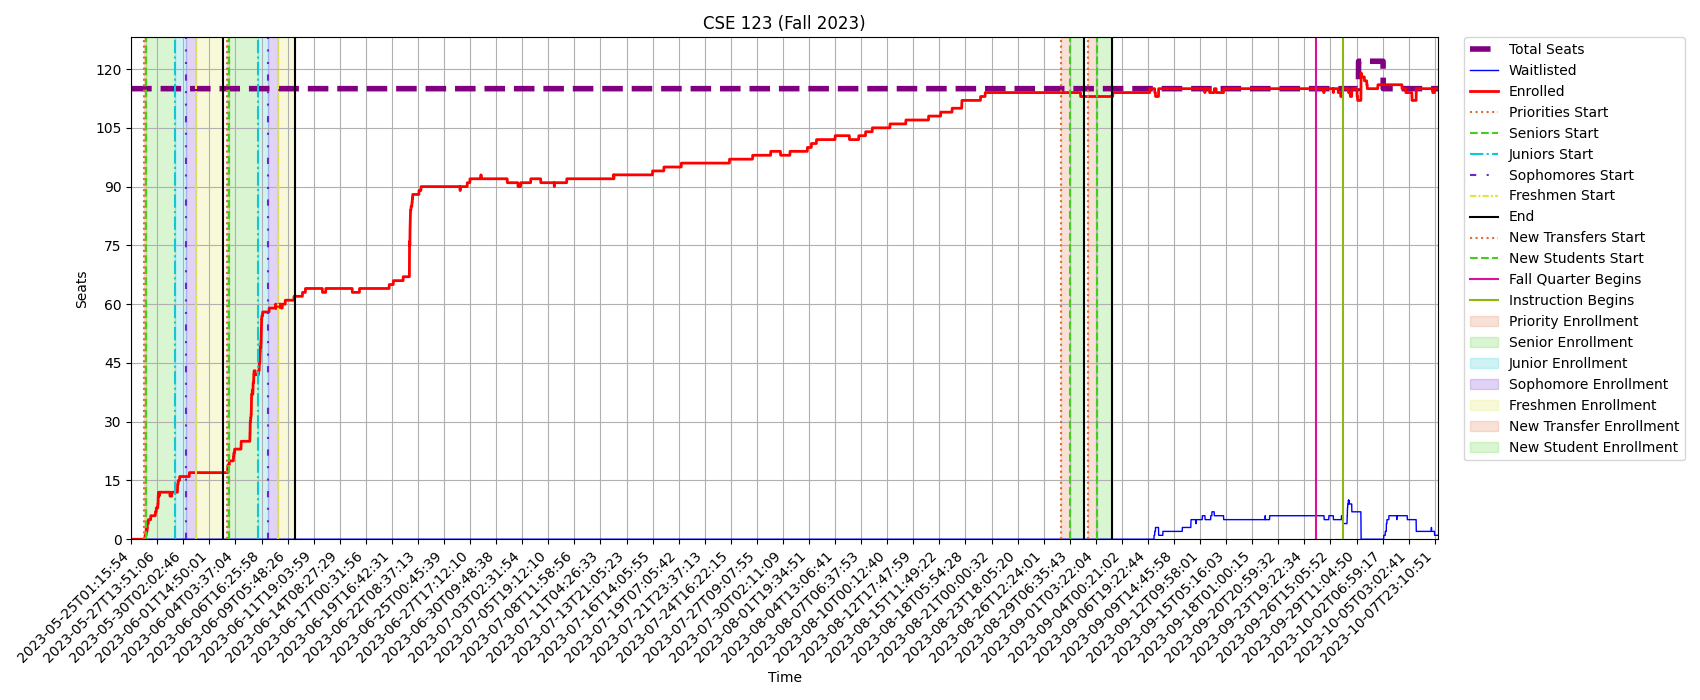 CSE 123 (Fall 2023)
120
105
90
75
60
45
30
15
0
Seats
2023-05-25T01:15:54
2023-05-27T13:51:06
2023-05-30T02:02:46
2023-06-01T14:50:01
2023-06-04T03:37:04
2023-06-06T16:25:58
2023-06-09T05:48:26
2023-06-11T19:03:59
2023-06-14T08:27:29
2023-06-17T00:31:56
2023-06-19T16:42:31
2023-06-22T08:37:13
2023-06-25T00:45:39
2023-06-27T17:12:10
2023-06-30T09:48:38
2023-07-03T02:31:54
2023-07-05T19:12:10
2023-07-08T11:58:56
2023-07-11T04:26:33
2023-07-13T21:05:23
2023-07-16T14:05:55
2023-07-19T07:05:42
2023-07-21T23:37:13
2023-07-24T16:22:15
2023-07-27T09:07:55
2023-07-30T02:11:09
2023-08-01T19:34:51
2023-08-04T13:06:41
2023-08-07T06:37:53
2023-08-10T00:12:40
2023-08-12T17:47:59
2023-08-15T11:49:22
2023-08-18T05:54:28
2023-08-21T00:00:32
2023-08-23T18:05:20
2023-08-26T12:24:01
2023-08-29T06:35:43
2023-09-01T03:22:04
2023-09-04T00:21:02
2023-09-06T19:22:44
2023-09-09T14:45:58
2023-09-12T09:58:01
2023-09-15T05:16:03
2023-09-18T01:00:15
2023-09-20T20:59:32
2023-09-23T19:22:34
2023-09-26T15:05:52
2023-09-29T11:04:50
2023-10-02T06:59:17
2023-10-05T03:02:41
2023-10-07T23:10:51
Time
Total Seats
Waitlisted
Enrolled
Priorities Start
Seniors Start
Juniors Start
Sophomores Start
Freshmen Start
End
New Transfers Start
New Students Start
Fall Quarter Begins
Instruction Begins
Priority Enrollment
Senior Enrollment
Junior Enrollment
Sophomore Enrollment
Freshmen Enrollment
New Transfer Enrollment
New Student Enrollment